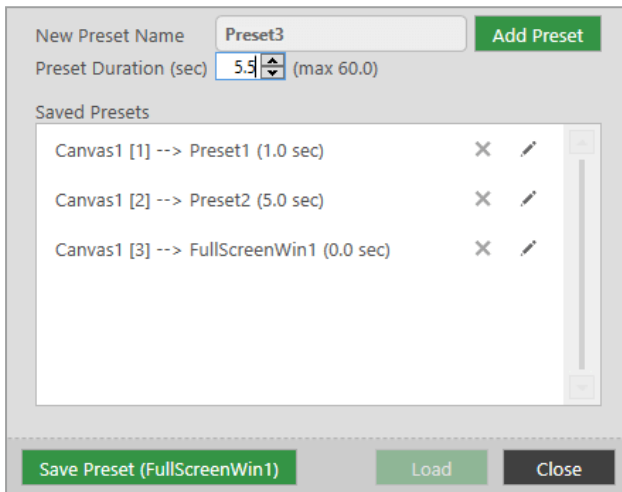 New Preset Name Preset3 Add Preset
Preset Duration (sec) 5.5 (max 60.0)
Saved Presets
Canvas1 [1] --> Preset1 (1.0 sec)
Canvas1 [2] --> Preset2 (5.0 sec)
Canvas1 [3] --> FullScreenWin1 (0.0 sec)
Save Preset (FullScreenWin1) Load Close